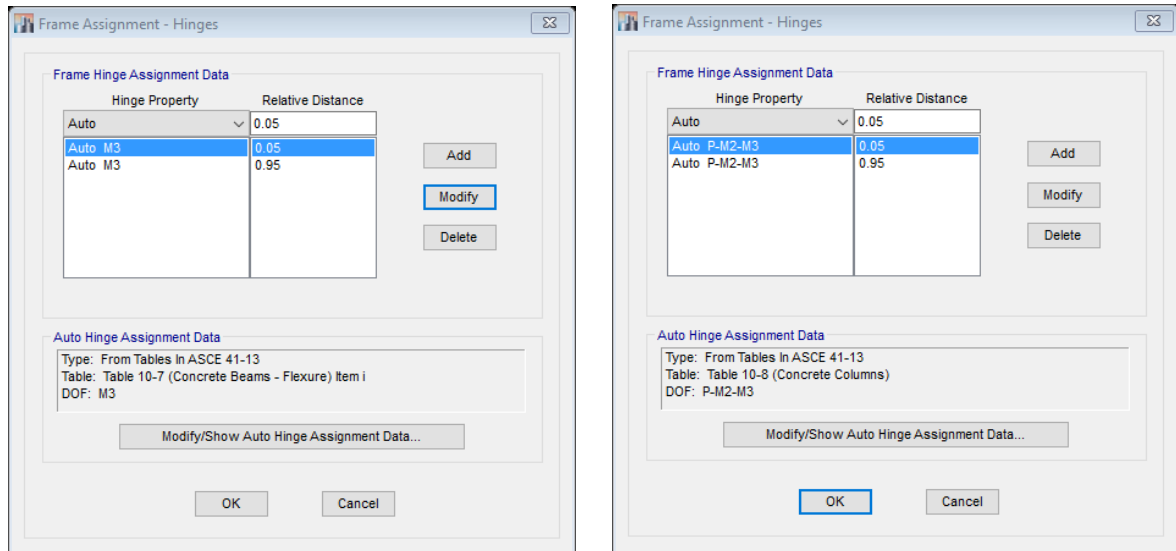 Frame Assignment - Hinges
Frame Hinge Assignment Data
Hinge Property Relative Distance
Auto 0.05
Auto M3 0.05
Auto M3 0.95
Add
Modify
Delete
Auto Hinge Assignment Data
Type: From Tables In ASCE 41-13
Table: Table 10-7 (Concrete Beams - Flexure) Item i
DOF: M3
Modify/Show Auto Hinge Assignment Data...
OK Cancel
Frame Assignment - Hinges
Frame Hinge Assignment Data
Hinge Property Relative Distance
Auto 0.05
Auto P-M2-M3 0.05
Auto P-M2-M3 0.95
Add
Modify
Delete
Auto Hinge Assignment Data
Type: From Tables In ASCE 41-13
Table: Table 10-8 (Concrete Columns)
DOF: P-M2-M3
Modify/Show Auto Hinge Assignment Data...
OK Cancel